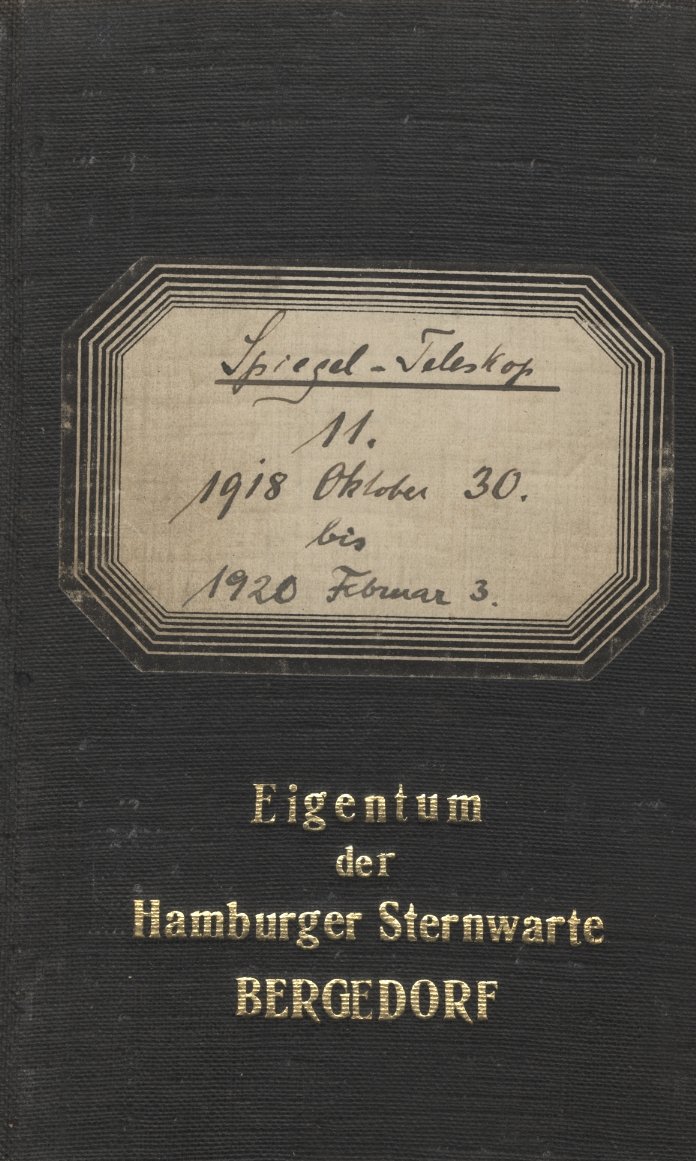 Spiegel-Teleskop
11.
1918 Oktober 30.
bis
1920 Februar 3.
Eigentum
der
Hamburger Sternwarte
BERGEDORF